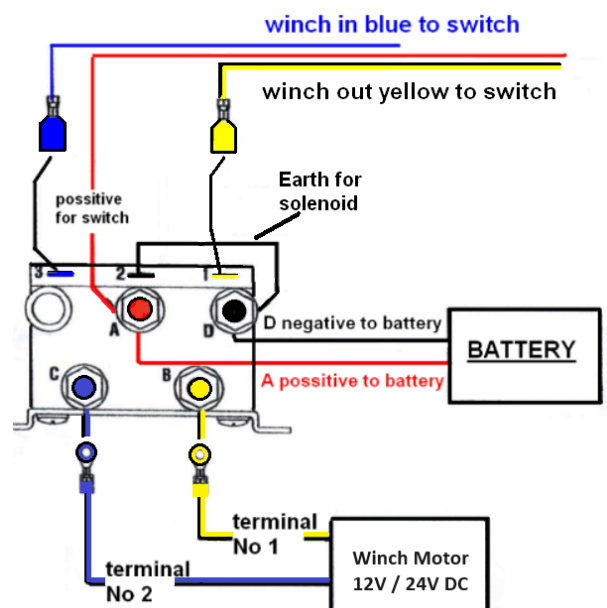 winch in blue to switch
winch out yellow to switch
possitive
for switch
Earth for
solenoid
3
2
1
A
D
D negative to battery
BATTERY
A possitive to battery
C
B
terminal
No 1
terminal
No 2
Winch Motor
12V / 24V DC